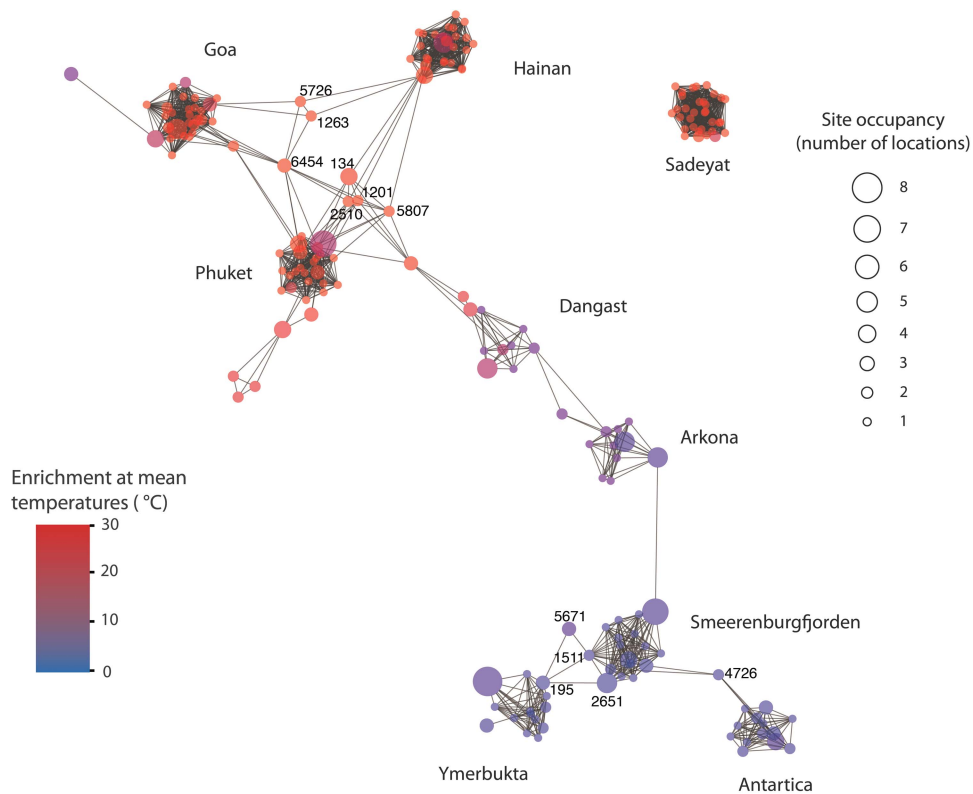 Goa
Hainan
5726
1263
Site occupancy
(number of locations)
6454
134
Sadeyat
8
1201
2510
5807
7
Phuket
6
Dangast
5
4
3
2
1
Arkona
Enrichment at mean
temperatures ( °C)
30
20
10
0
5671
Smeerenburgfjorden
1511
4726
195
2651
Ymerbukta
Antartica